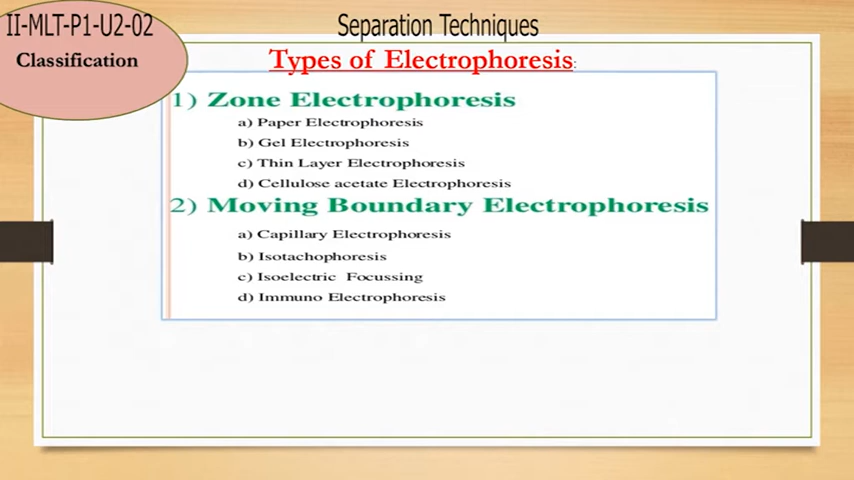 II-MLT-P1-U2-02
Classification
Separation Techniques
Types of Electrophoresis:
1) Zone Electrophoresis
a) Paper Electrophoresis
b) Gel Electrophoresis
c) Thin Layer Electrophoresis
d) Cellulose acetate Electrophoresis
2) Moving Boundary Electrophoresis
a) Capillary Electrophoresis
b) Isotachophoresis
c) Isoelectric Focussing
d) Immuno Electrophoresis